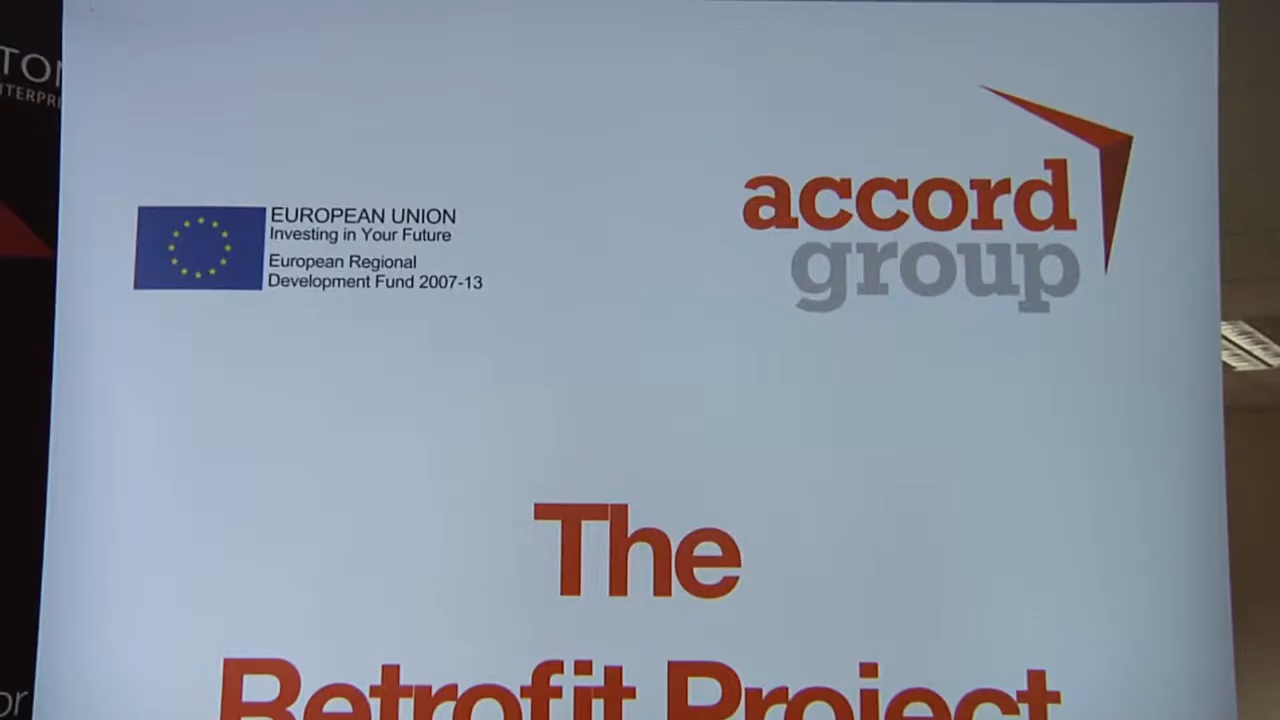 EUROPEAN UNION
Investing in Your Future
European Regional
Development Fund 2007-13
accord
group
The
Retrofit Project